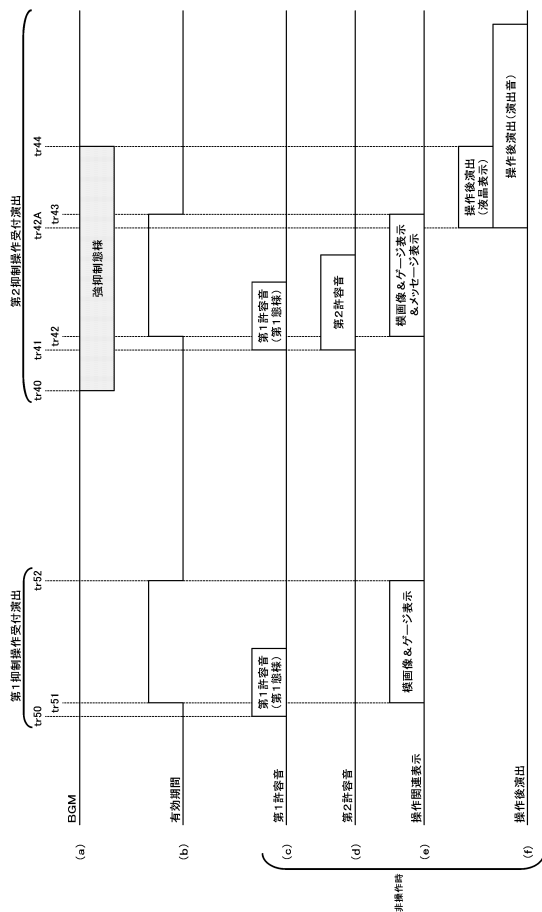 第1抑制操作受付演出
第2抑制操作受付演出
tr50
tr51
tr52
tr40
tr41
tr42
tr42A
tr43
tr44
(a)
BGM
強抑制態様
(b)
有効期間
非操作時
(c)
第1許容音
第1許容音
(第1態様)
第1許容音
(第1態様)
(d)
第2許容音
第2許容音
(e)
操作関連表示
模画像&ゲージ表示
模画像&ゲージ表示
&メッセージ表示
(f)
操作後演出
操作後演出
(液晶表示)
操作後演出(演出音)